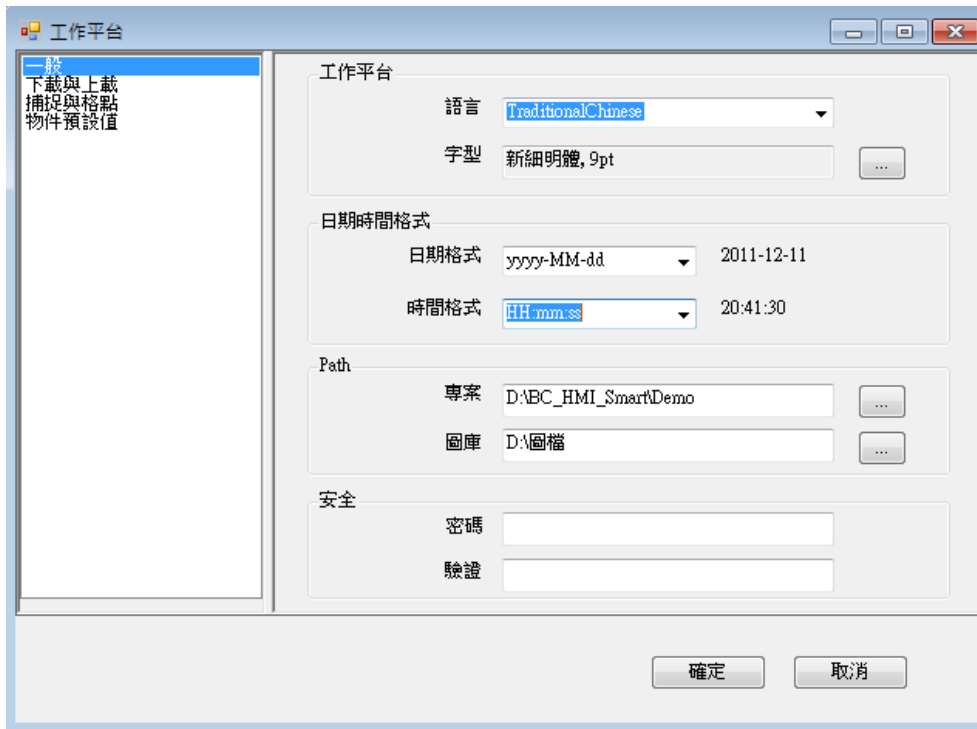 工作平台
一般
下載與上載
捕捉與格點
物件預設值
工作平台
語言 TraditionalChinese
字型 新細明體, 9pt ...
日期時間格式
日期格式 yyyy-MM-dd 2011-12-11
時間格式 HH:mm:ss 20:41:30
Path
專案 D:\BC_HMI_Smart\Demo ...
圖庫 D:\圖檔 ...
安全
密碼
驗證
確定 取消